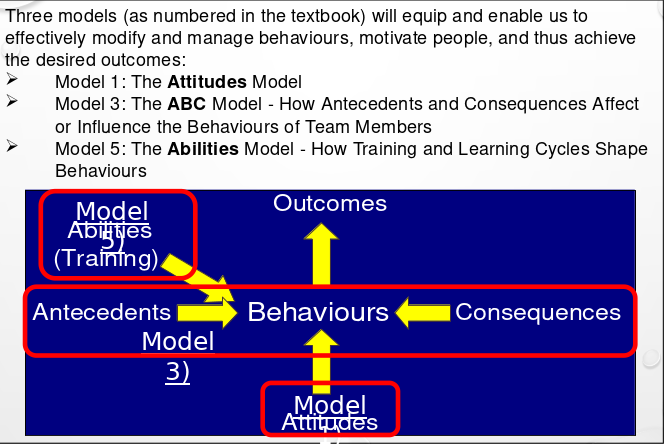 Three models (as numbered in the textbook) will equip and enable us to
effectively modify and manage behaviours, motivate people, and thus achieve
the desired outcomes:
➢ Model 1: The Attitudes Model
➢ Model 3: The ABC Model - How Antecedents and Consequences Affect
or Influence the Behaviours of Team Members
➢ Model 5: The Abilities Model - How Training and Learning Cycles Shape
Behaviours
Outcomes
Model
5)
Abilities
(Training)
Antecedents
Behaviours
Consequences
Model
3)
Model
Attitudes